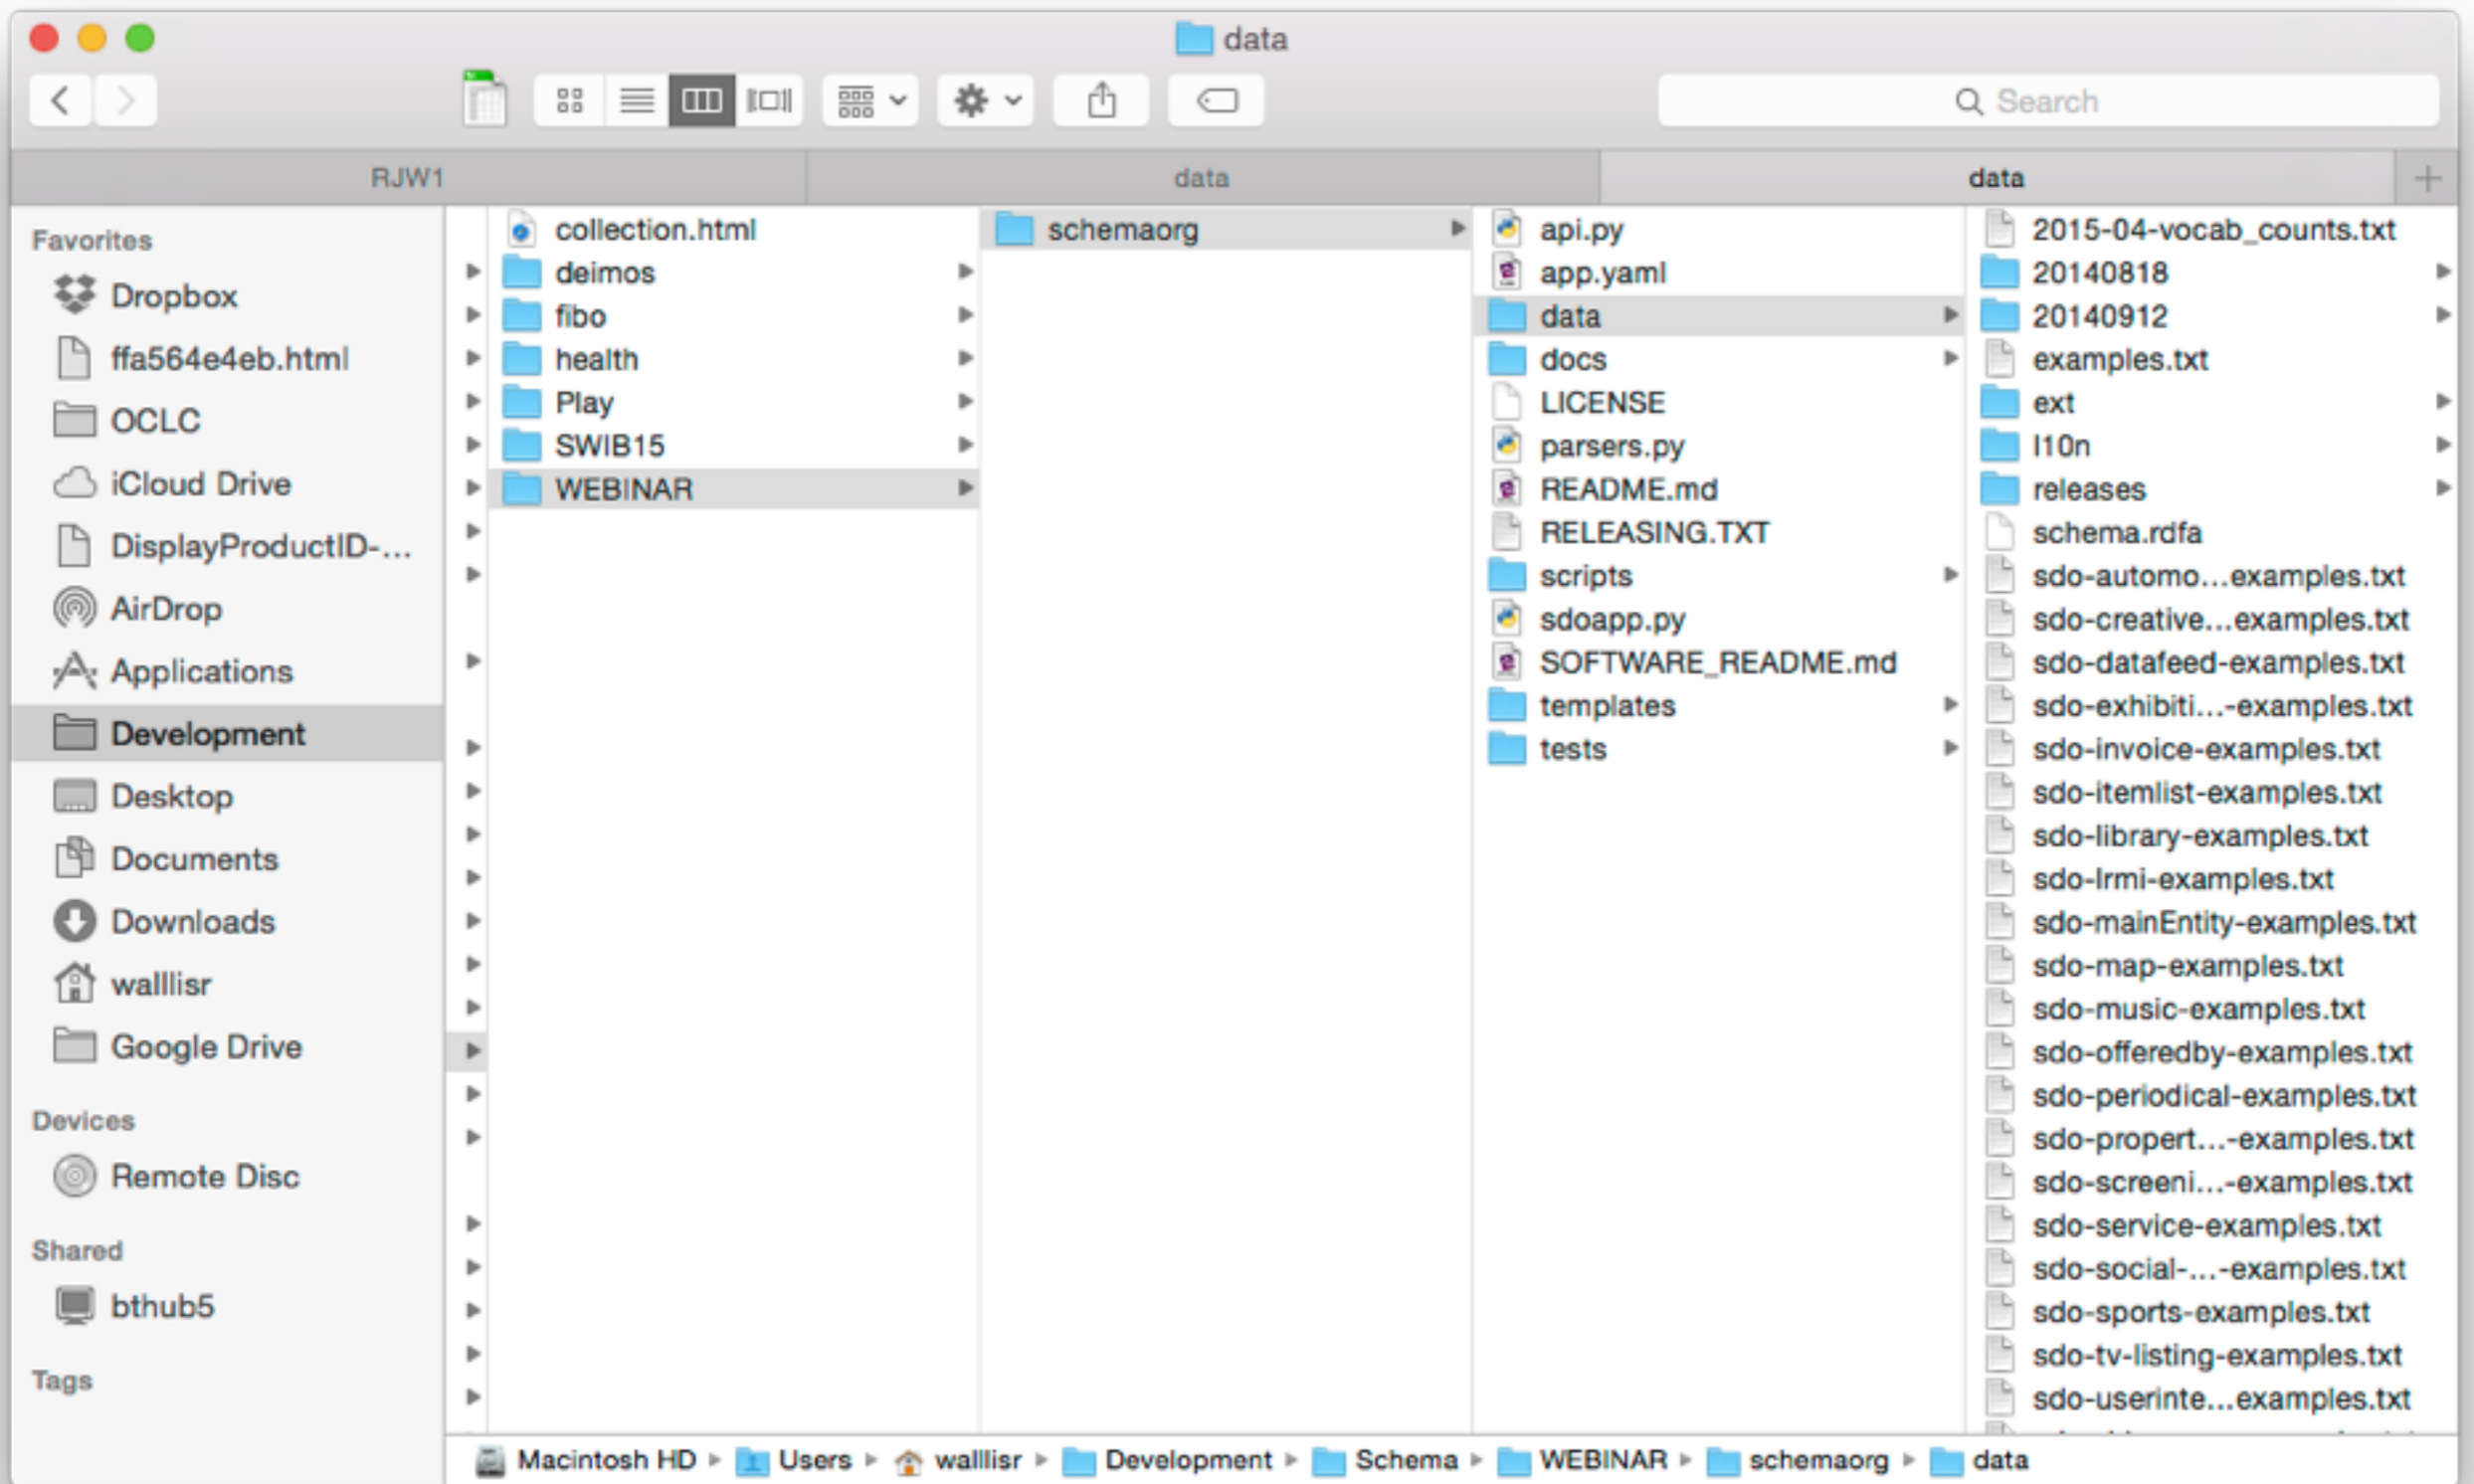 data
Search
RJW1
data
data
Favorites
Dropbox
ffa564e4eb.html
OCLC
iCloud Drive
DisplayProductID-...
AirDrop
Applications
Development
Desktop
Documents
Downloads
walllisr
Google Drive
Devices
Remote Disc
Shared
bthub5
Tags
collection.html
deimos
fibo
health
Play
SWIB15
WEBINAR
schemaorg
api.py
app.yaml
data
docs
LICENSE
parsers.py
README.md
RELEASING.TXT
scripts
sdoapp.py
SOFTWARE_README.md
templates
tests
2015-04-vocab_counts.txt
20140818
20140912
examples.txt
ext
l10n
releases
schema.rdfa
sdo-automo...examples.txt
sdo-creative...examples.txt
sdo-datafeed-examples.txt
sdo-exhibiti...-examples.txt
sdo-invoice-examples.txt
sdo-itemlist-examples.txt
sdo-library-examples.txt
sdo-lrmi-examples.txt
sdo-mainEntity-examples.txt
sdo-map-examples.txt
sdo-music-examples.txt
sdo-offeredby-examples.txt
sdo-periodical-examples.txt
sdo-propert...-examples.txt
sdo-screeni...-examples.txt
sdo-service-examples.txt
sdo-social-...-examples.txt
sdo-sports-examples.txt
sdo-tv-listing-examples.txt
sdo-userinte...examples.txt
Macintosh HD ▸ Users ▸ walllisr ▸ Development ▸ Schema ▸ WEBINAR ▸ schemaorg ▸ data